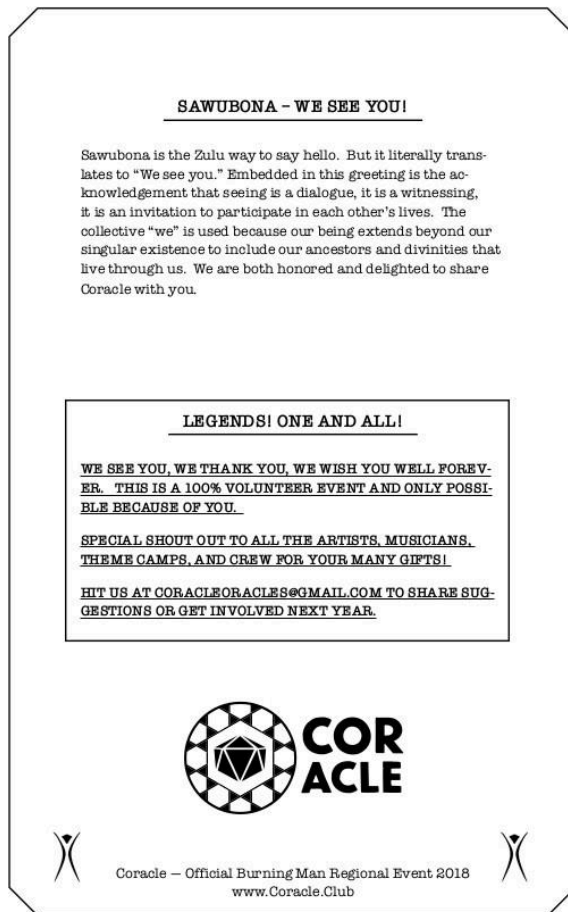 SAWUBONA – WE SEE YOU!
Sawubona is the Zulu way to say hello.  But it literally trans-
lates to “We see you.” Embedded in this greeting is the ac-
knowledgement that seeing is a dialogue, it is a witnessing,
it is an invitation to participate in each other’s lives.  The
collective “we” is used because our being extends beyond our
singular existence to include our ancestors and divinities that
live through us.  We are both honored and delighted to share
Coracle with you.
LEGENDS! ONE AND ALL!
WE SEE YOU, WE THANK YOU, WE WISH YOU WELL FOREV-
ER.   THIS IS A 100% VOLUNTEER EVENT AND ONLY POSSI-
BLE BECAUSE OF YOU.
SPECIAL SHOUT OUT TO ALL THE ARTISTS, MUSICIANS,
THEME CAMPS, AND CREW FOR YOUR MANY GIFTS!
HIT US AT CORACLEORACLES@GMAIL.COM TO SHARE SUG-
GESTIONS OR GET INVOLVED NEXT YEAR.
COR
ACLE
Coracle — Official Burning Man Regional Event 2018
www.Coracle.Club